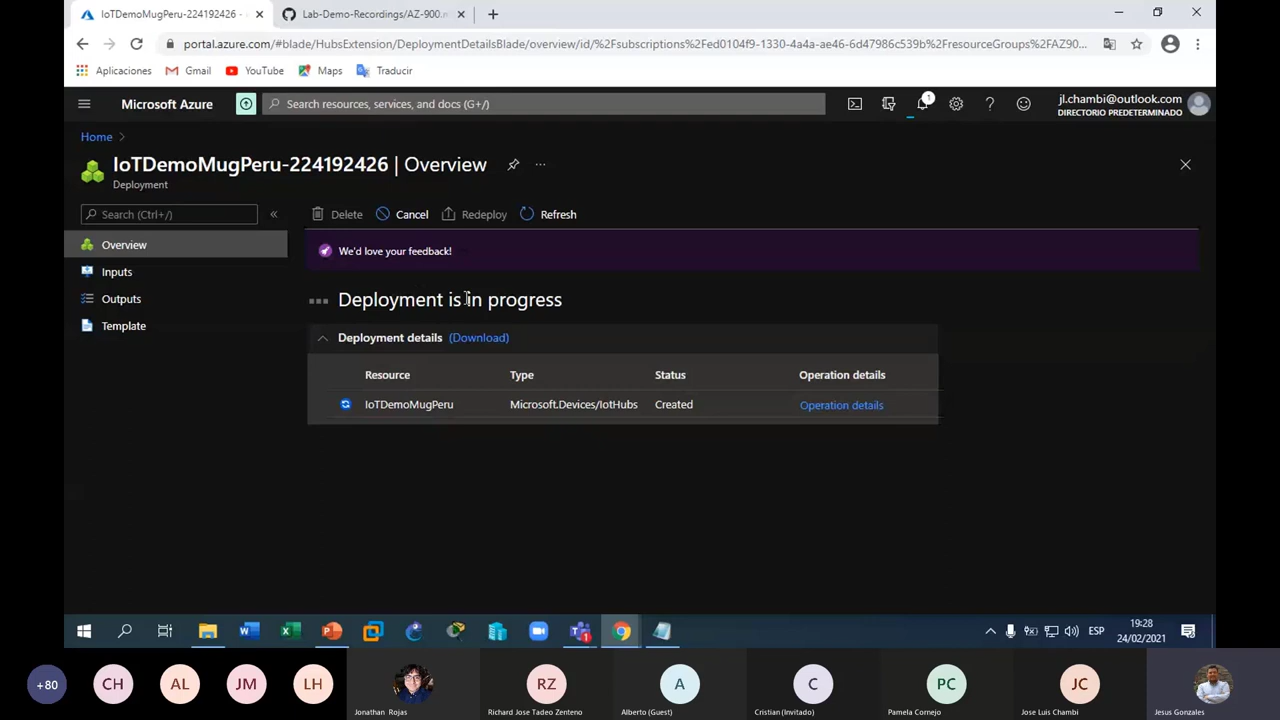 IoTDemoMugPeru-224192426 -
Lab-Demo-Recordings/AZ-900.m
portal.azure.com/#blade/HubsExtension/DeploymentDetailsBlade/overview/id/%2Fsubscriptions%2Fed0104f9-1330-4a4a-ae46-6d47986c539b%2FresourceGroups%2FAZ90...
Aplicaciones
Gmail
YouTube
Maps
Traducir
Microsoft Azure
Search resources, services, and docs (G+/)
1
jl.chambi@outlook.com
DIRECTORIO PREDETERMINADO
Home
IoTDemoMugPeru-224192426 | Overview
Deployment
Search (Ctrl+/)
Delete
Cancel
Redeploy
Refresh
Overview
Inputs
Outputs
Template
We'd love your feedback!
Deployment is in progress
Deployment details (Download)
Resource Type Status Operation details
IoTDemoMugPeru Microsoft.Devices/IotHubs Created Operation details
ESP
19:28
24/02/2021
+80
CH
AL
JM
LH
Jonathan Rojas
RZ
Richard Jose Tadeo Zenteno
A
Alberto (Guest)
C
Cristian (Invitado)
PC
Pamela Cornejo
JC
Jose Luis Chambi
Jesus Gonzales